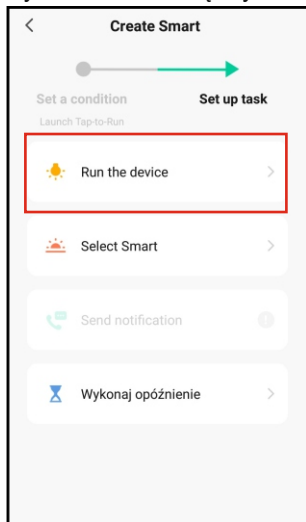 Create Smart
Set a condition
Set up task
Launch Tap-to-Run
Run the device
Select Smart
Send notification
Wykonaj opóźnienie